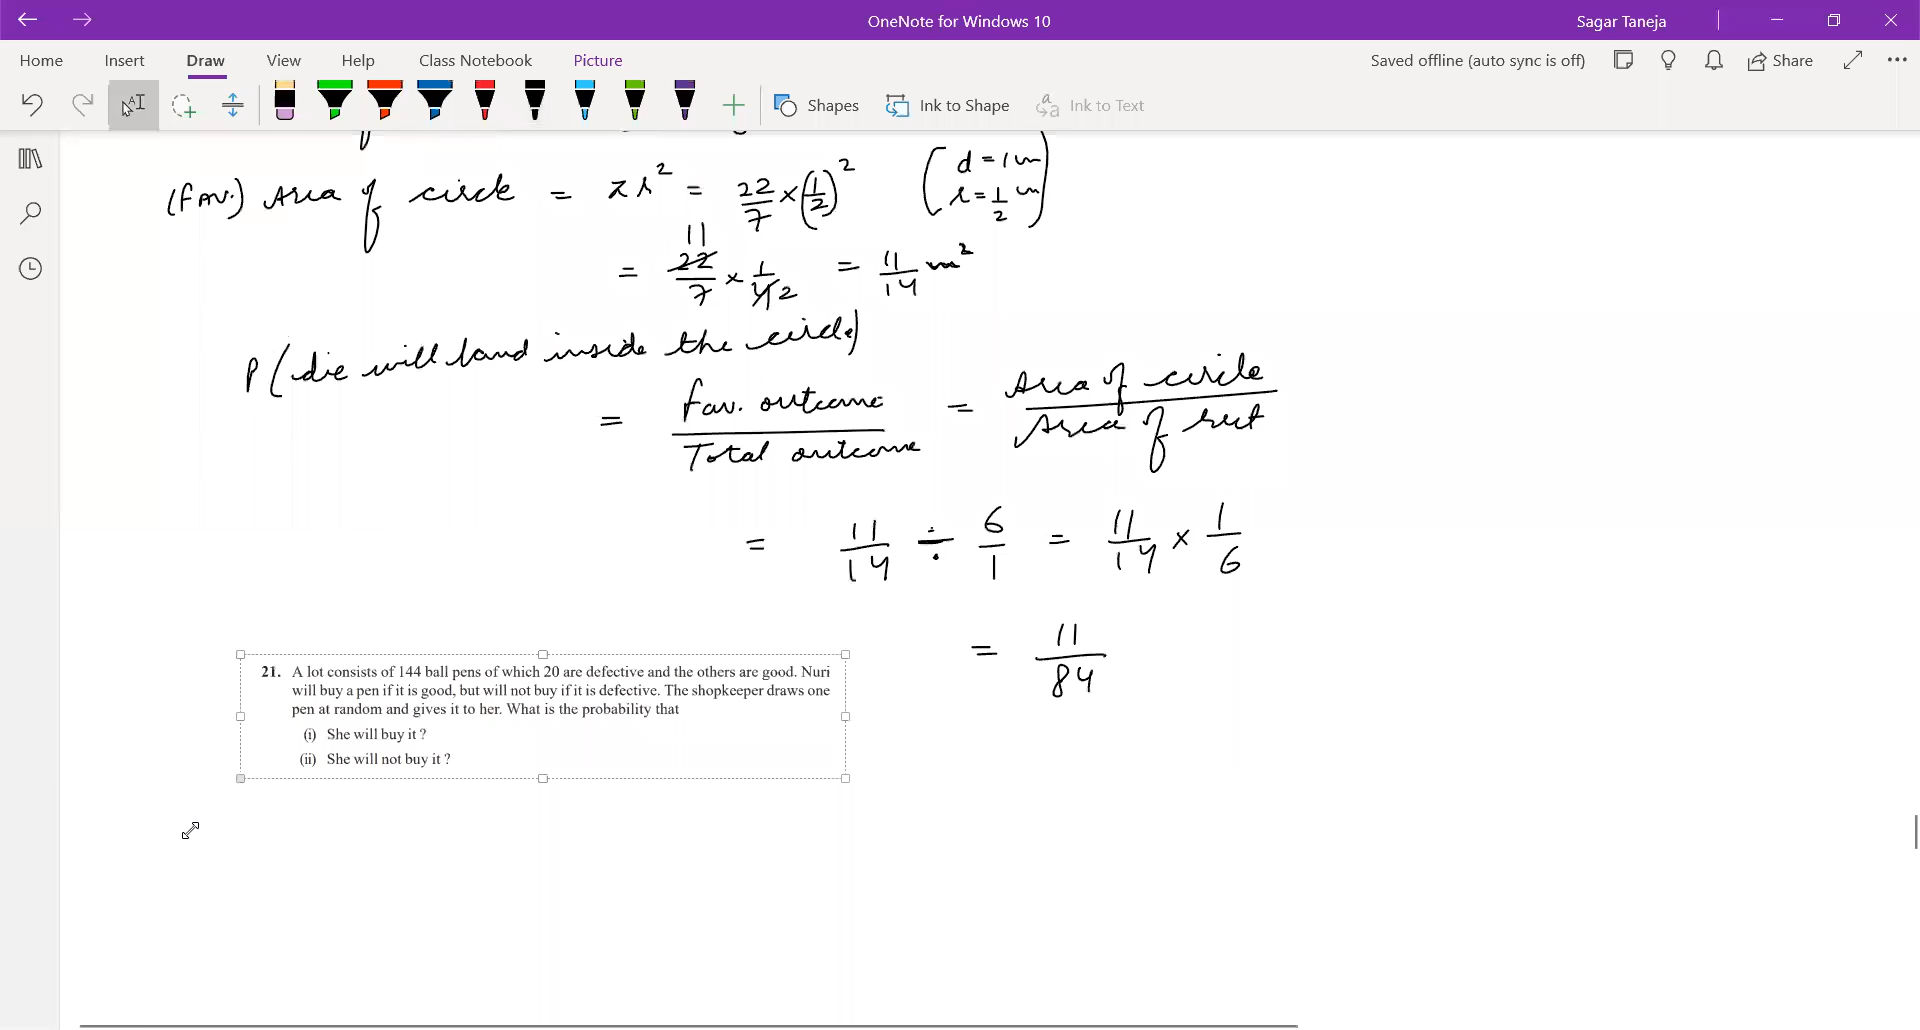 OneNote for Windows 10
Sagar Taneja
Home Insert Draw View Help Class Notebook Picture
Saved offline (auto sync is off) Share
Shapes Ink to Shape Ink to Text
(Fav.) Area of circle = πr² = 22/7 × (1/2)² (d = 1m
r = 1/2 m)
= 11 22/7 × 1/4 2 = 11/14 m²
P(die will land inside the circle)
= Fav. outcome / Total outcome = Area of circle / Area of rect
= 11/14 ÷ 6/1 = 11/14 × 1/6
= 11/84
21. A lot consists of 144 ball pens of which 20 are defective and the others are good. Nuri
will buy a pen if it is good, but will not buy if it is defective. The shopkeeper draws one
pen at random and gives it to her. What is the probability that
(i) She will buy it ?
(ii) She will not buy it ?